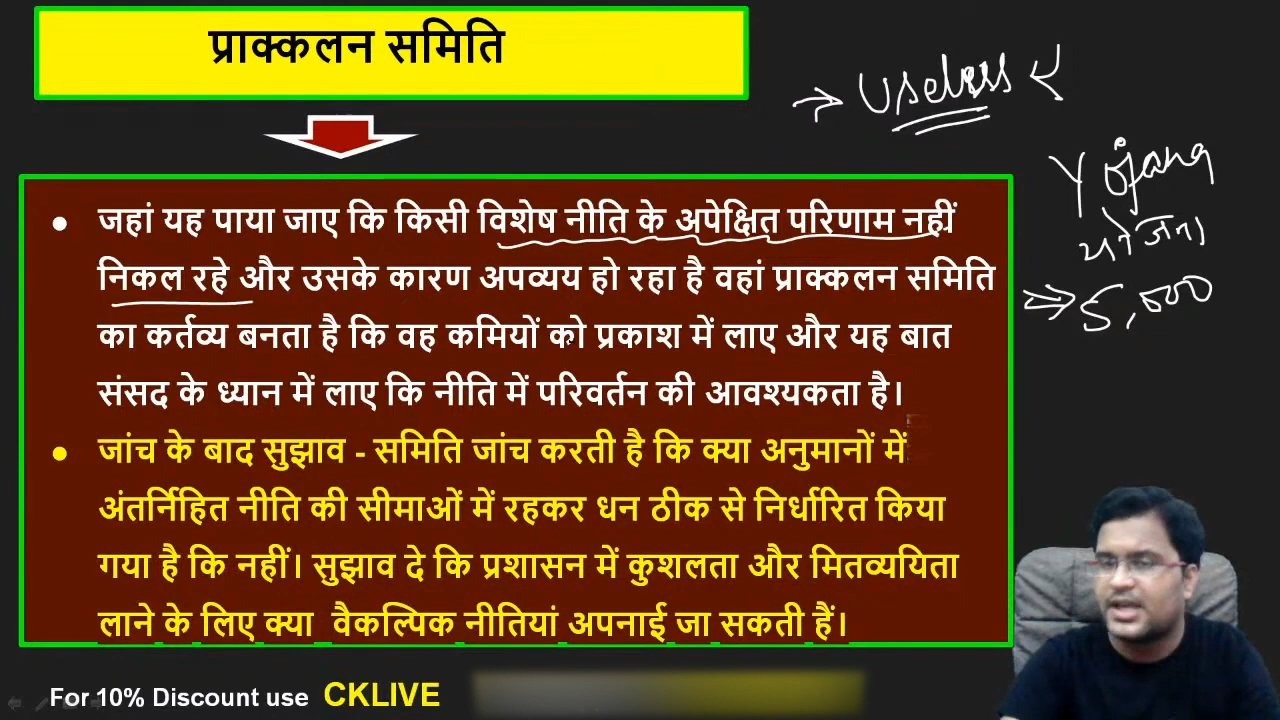 प्राक्कलन समिति
→ Useless
Yojana
योजना
⇒ 5,000
• जहां यह पाया जाए कि किसी विशेष नीति के अपेक्षित परिणाम नहीं
निकल रहे और उसके कारण अपव्यय हो रहा है वहां प्राक्कलन समिति
का कर्तव्य बनता है कि वह कमियों को प्रकाश में लाए और यह बात
संसद के ध्यान में लाए कि नीति में परिवर्तन की आवश्यकता है।
• जांच के बाद सुझाव - समिति जांच करती है कि क्या अनुमानों में
अंतर्निहित नीति की सीमाओं में रहकर धन ठीक से निर्धारित किया
गया है कि नहीं। सुझाव दे कि प्रशासन में कुशलता और मितव्ययिता
लाने के लिए क्या वैकल्पिक नीतियां अपनाई जा सकती हैं।
For 10% Discount use CKLIVE